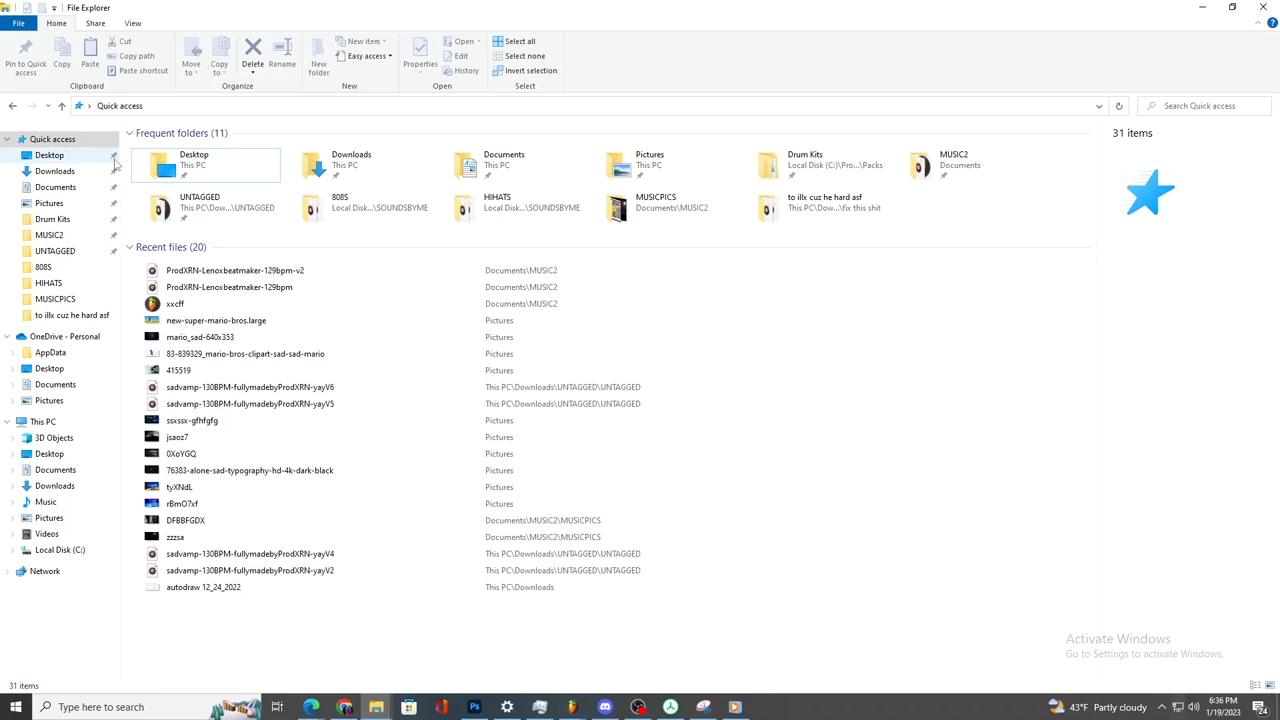 File Explorer
File
Home
Share
View
Pin to Quick access
Copy
Paste
Cut
Copy path
Paste shortcut
Clipboard
Move to
Copy to
Delete
Rename
Organize
New folder
New item
Easy access
New
Properties
Open
Edit
History
Open
Select all
Select none
Invert selection
Select
Quick access
Search Quick access
Quick access
Desktop
Downloads
Documents
Pictures
Drum Kits
MUSIC2
UNTAGGED
808S
HIHATS
MUSICPICS
to illx cuz he hard asf
OneDrive - Personal
AppData
Desktop
Documents
Pictures
This PC
3D Objects
Desktop
Documents
Downloads
Music
Pictures
Videos
Local Disk (C:)
Network
Frequent folders (11)
Desktop
This PC
Downloads
This PC
Documents
This PC
Pictures
This PC
Drum Kits
Local Disk (C:)\Pro...\Packs
MUSIC2
Documents
UNTAGGED
This PC\Dow...\UNTAGGED
808S
Local Disk...\SOUNDSBYME
HIHATS
Local Disk...\SOUNDSBYME
MUSICPICS
Documents\MUSIC2
to illx cuz he hard asf
This PC\Dow...\fix this shit
Recent files (20)
ProdXRN-Lenoxbeatmaker-129bpm-v2 Documents\MUSIC2
ProdXRN-Lenoxbeatmaker-129bpm Documents\MUSIC2
xxcff Documents\MUSIC2
new-super-mario-bros.large Pictures
mario_sad-640x353 Pictures
83-839329_mario-bros-clipart-sad-sad-mario Pictures
415519 Pictures
sadvamp-130BPM-fullymadebyProdXRN-yayV6 This PC\Downloads\UNTAGGED\UNTAGGED
sadvamp-130BPM-fullymadebyProdXRN-yayV5 This PC\Downloads\UNTAGGED\UNTAGGED
ssxssx-gfhfgfg Pictures
jsaoz7 Pictures
0XoYGQ Pictures
76383-alone-sad-typography-hd-4k-dark-black Pictures
tyXNdL Pictures
rBmO7xf Pictures
DFBBFGDX Documents\MUSIC2\MUSICPICS
zzzsa Documents\MUSIC2\MUSICPICS
sadvamp-130BPM-fullymadebyProdXRN-yayV4 This PC\Downloads\UNTAGGED\UNTAGGED
sadvamp-130BPM-fullymadebyProdXRN-yayV2 This PC\Downloads\UNTAGGED\UNTAGGED
autodraw 12_24_2022 This PC\Downloads
31 items
Activate Windows
Go to Settings to activate Windows.
31 items
Type here to search
Ps
43°F Partly cloudy
6:36 PM
1/19/2023
24